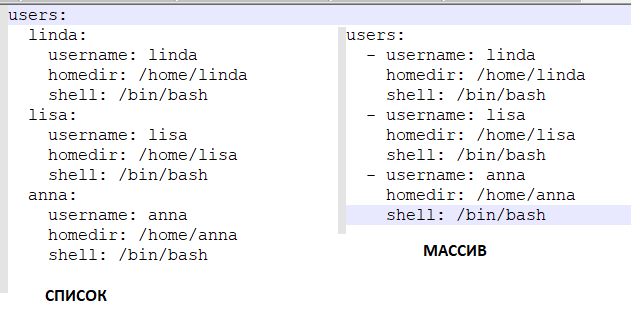 users:
  linda:
    username: linda
    homedir: /home/linda
    shell: /bin/bash
  lisa:
    username: lisa
    homedir: /home/lisa
    shell: /bin/bash
  anna:
    username: anna
    homedir: /home/anna
    shell: /bin/bash
СПИСОК
users:
  - username: linda
    homedir: /home/linda
    shell: /bin/bash
  - username: lisa
    homedir: /home/lisa
    shell: /bin/bash
  - username: anna
    homedir: /home/anna
    shell: /bin/bash
МАССИВ